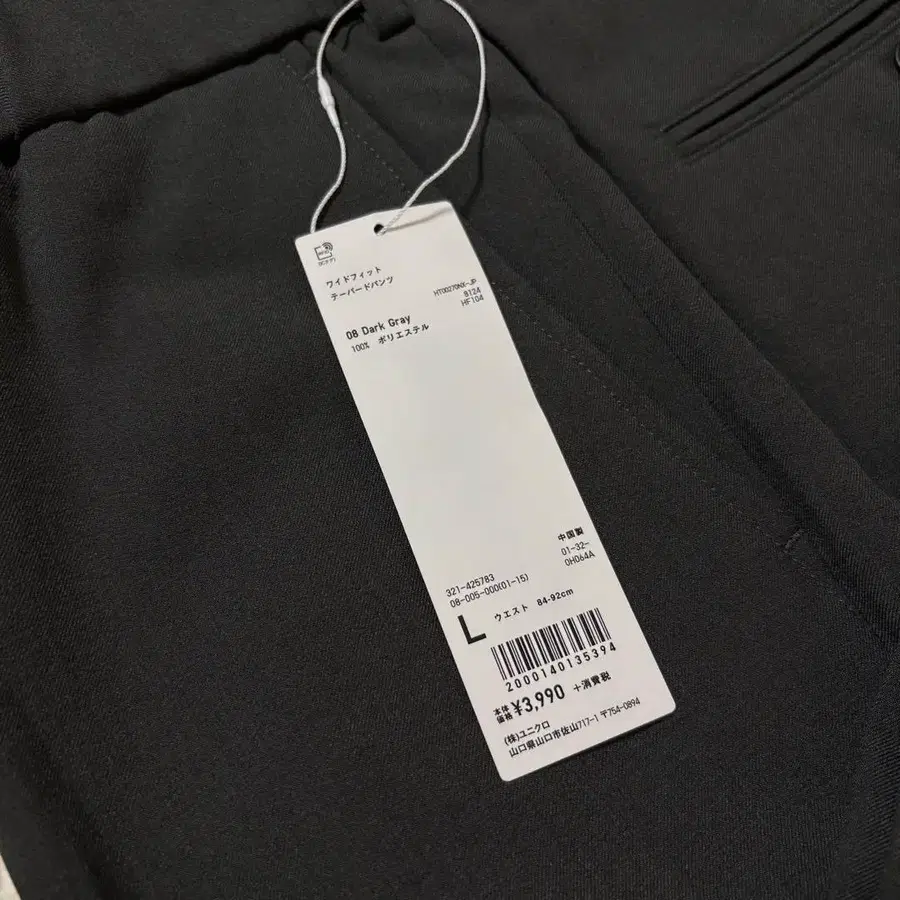 ワイドフィット
テーパードパンツ
HT00270NX-JP
8124
HF104
08 Dark Gray
100% ポリエステル
中国製
01-32-
0H064A
321-425783
08-005-000(01-15)
L ウエスト 84-92cm
2000140135394
本体価格 ¥3,990 +消費税
(株)ユニクロ
山口県山口市佐山717-1 〒754-0894